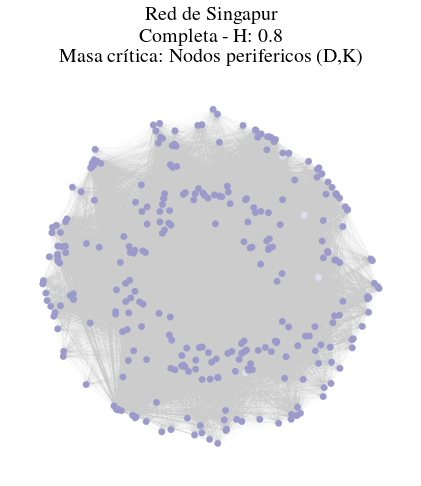 Red de Singapur
Completa - H: 0.8
Masa crítica: Nodos perifericos (D,K)